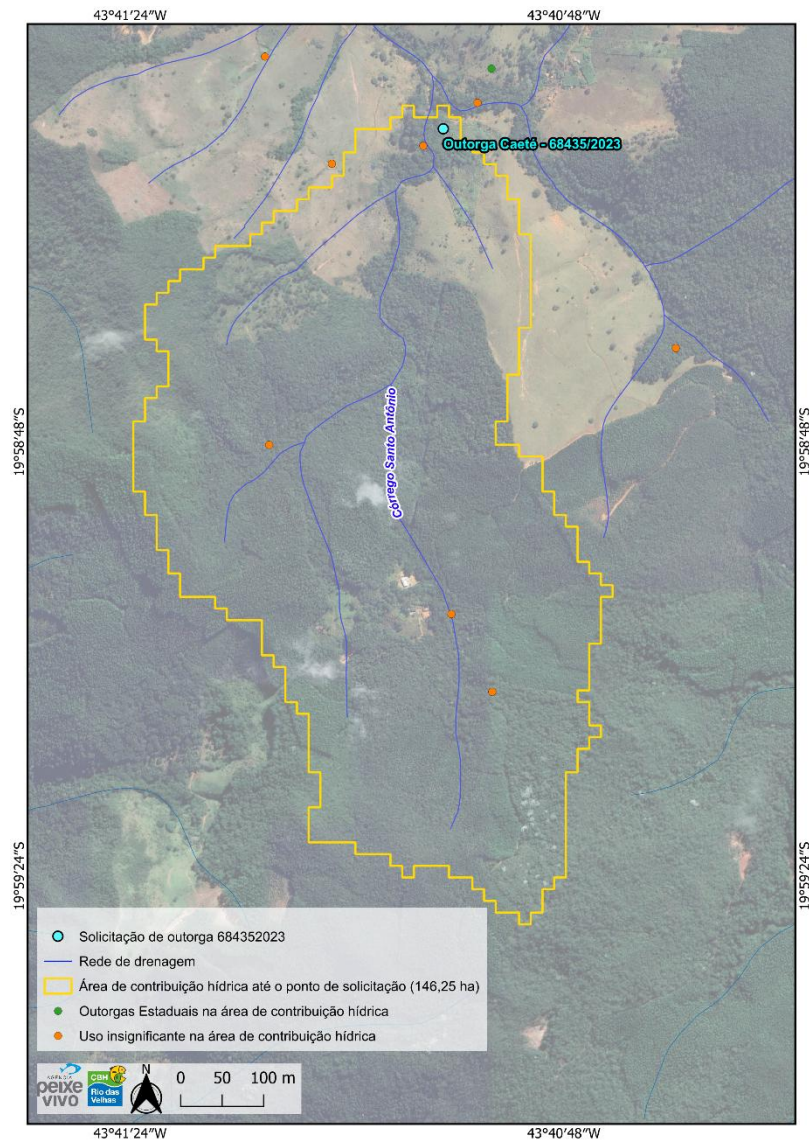 43°41'24"W
43°40'48"W
Outorga Caeté - 68435/2023
19°58'48"S
19°58'48"S
Córrego Santo Antônio
19°59'24"S
19°59'24"S
Solicitação de outorga 684352023
Rede de drenagem
Área de contribuição hídrica até o ponto de solicitação (146,25 ha)
Outorgas Estaduais na área de contribuição hídrica
Uso insignificante na área de contribuição hídrica
AGÊNCIA
peixe
vivo
CBH
Rio das
Velhas
N
0 50 100 m
43°41'24"W
43°40'48"W